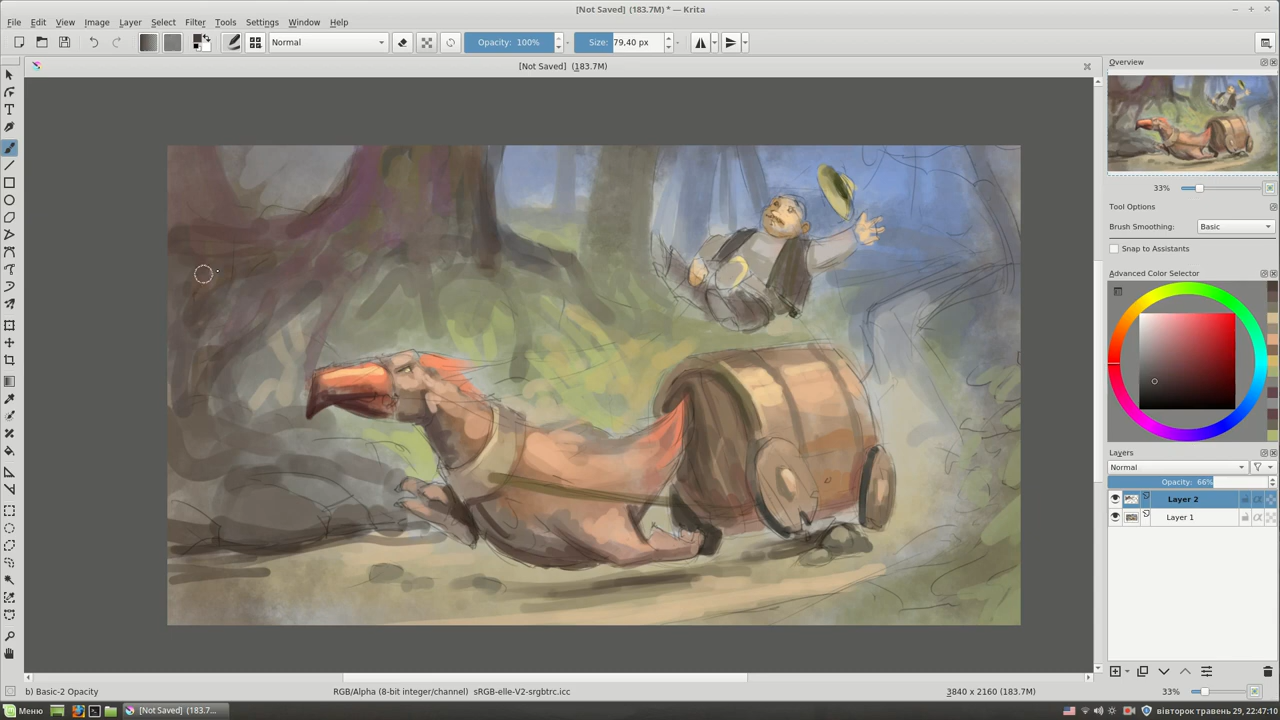 [Not Saved] (183.7M) * — Krita
File Edit View Image Layer Select Filter Tools Settings Window Help
Normal Opacity: 100% Size: 79.40 px
[Not Saved] (183.7M)
Overview
33%
Tool Options
Brush Smoothing: Basic
Snap to Assistants
Advanced Color Selector
Layers
Normal
Opacity: 66%
Layer 2
Layer 1
b) Basic-2 Opacity RGB/Alpha (8-bit integer/channel) sRGB-elle-V2-srgbtrc.icc 3840 x 2160 (183.7M) 33%
Меню [Not Saved] (183.7... вівторок травень 29, 22:47:10